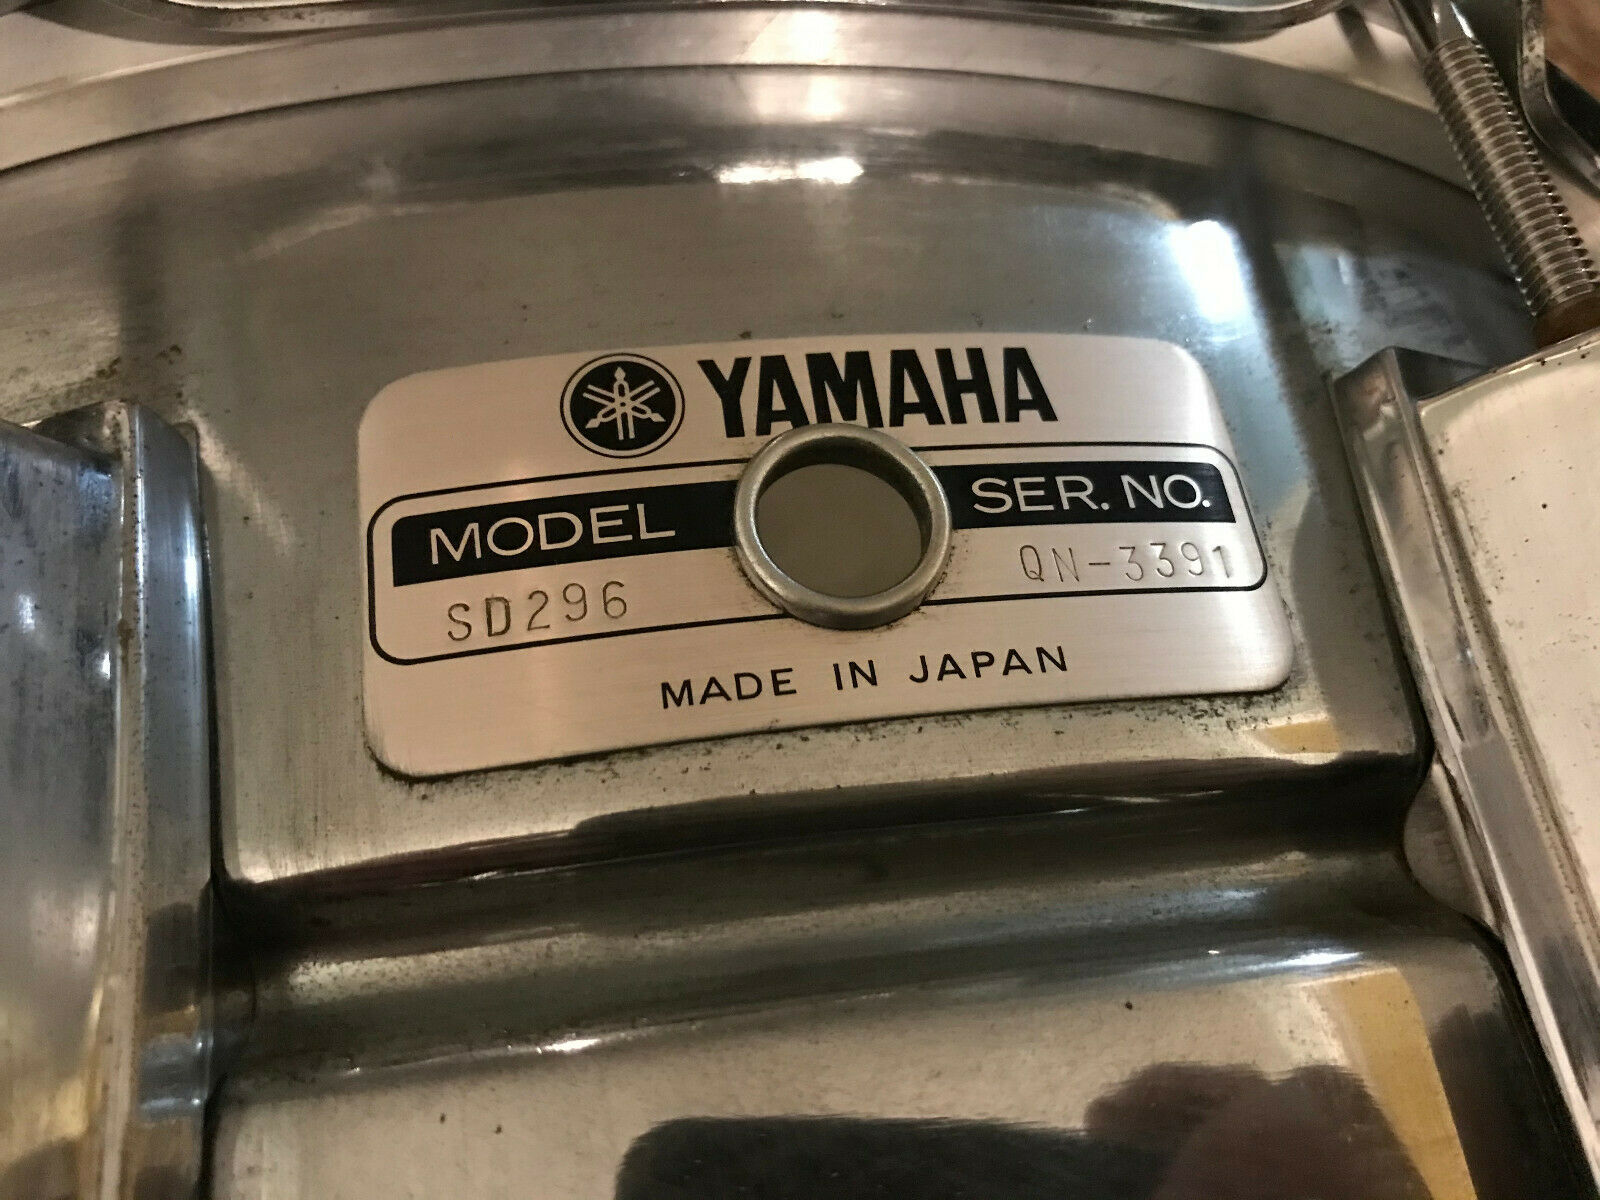 YAMAHA
MODEL SER. NO.
SD296 QN-3391
MADE IN JAPAN